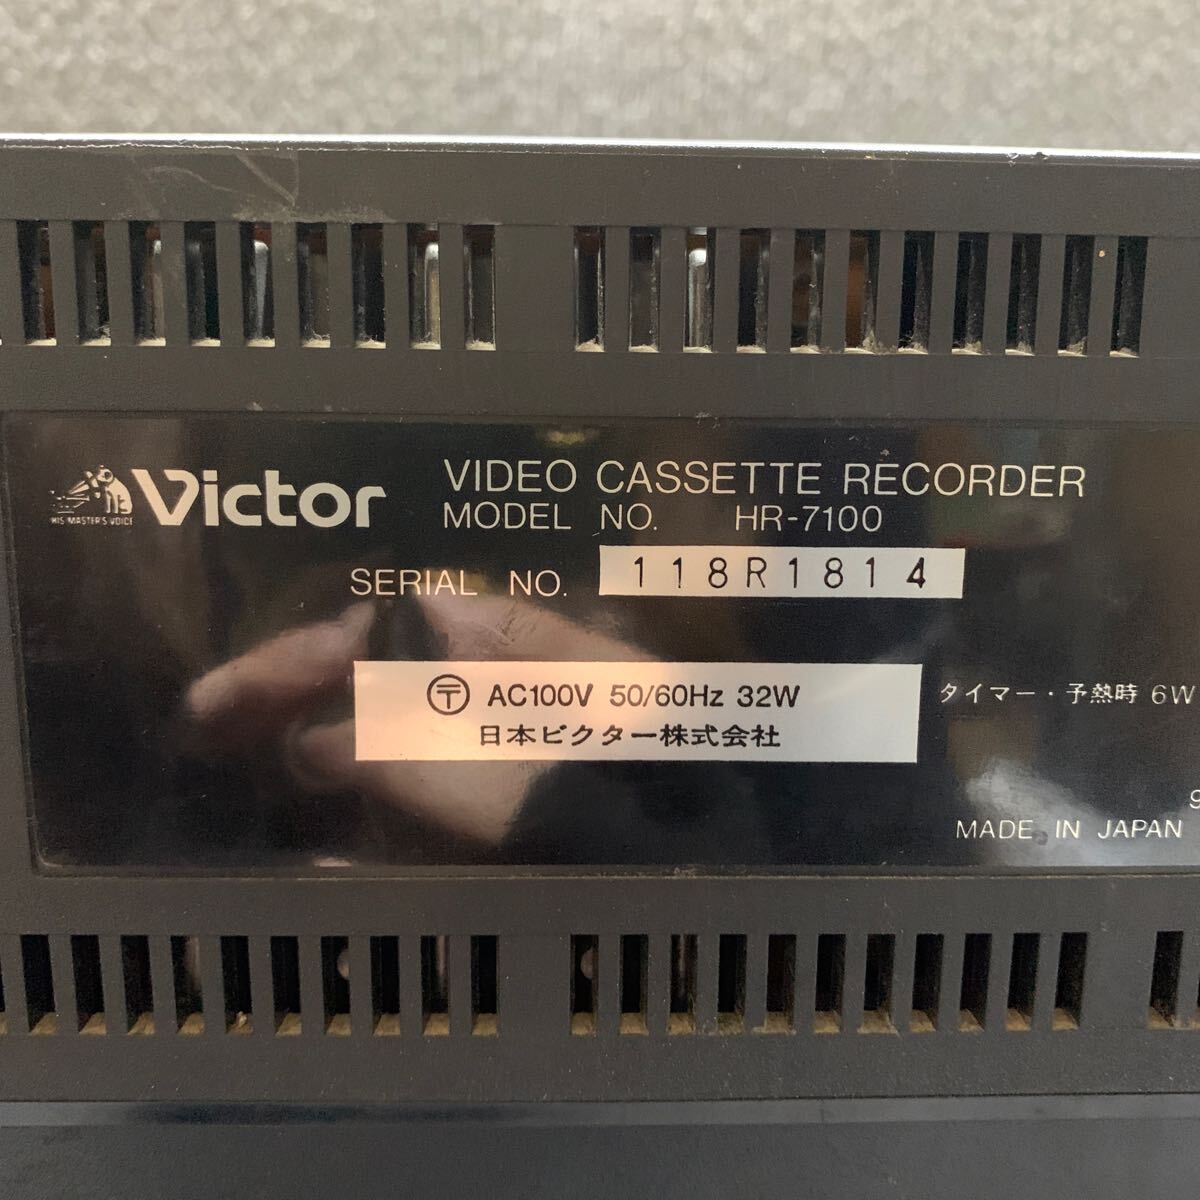 HIS MASTER'S VOICE
Victor
VIDEO CASSETTE RECORDER
MODEL NO. HR-7100
SERIAL NO. 118R1814
〒 AC100V 50/60Hz 32W
日本ビクター株式会社
タイマー・予熱時 6W
9
MADE IN JAPAN